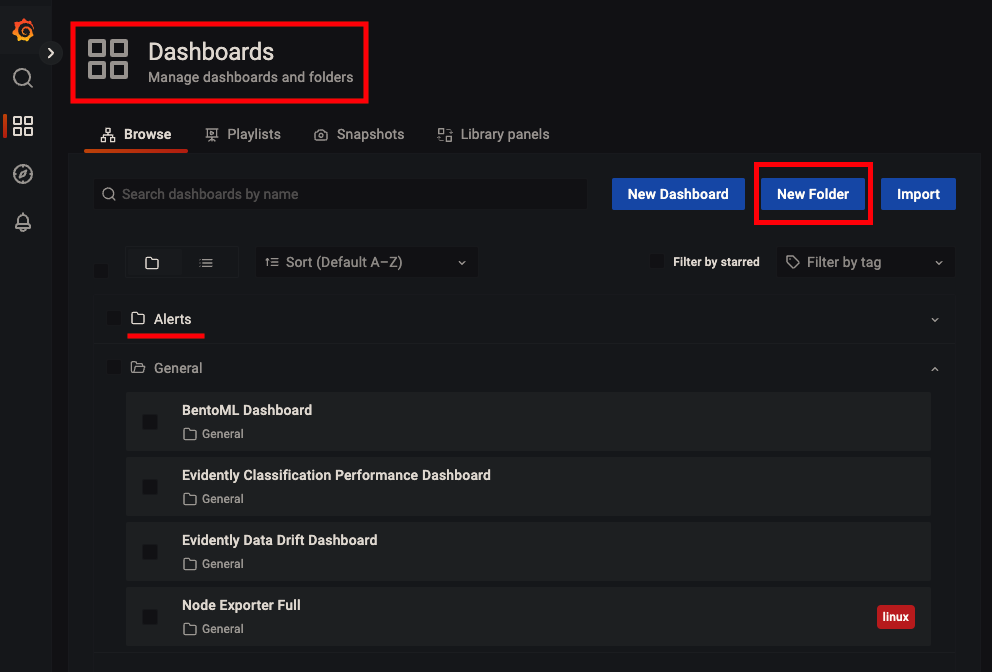 Dashboards
Manage dashboards and folders
Browse Playlists Snapshots Library panels
Search dashboards by name New Dashboard New Folder Import
Sort (Default A–Z) Filter by starred Filter by tag
Alerts
General
BentoML Dashboard
General
Evidently Classification Performance Dashboard
General
Evidently Data Drift Dashboard
General
Node Exporter Full
General
linux